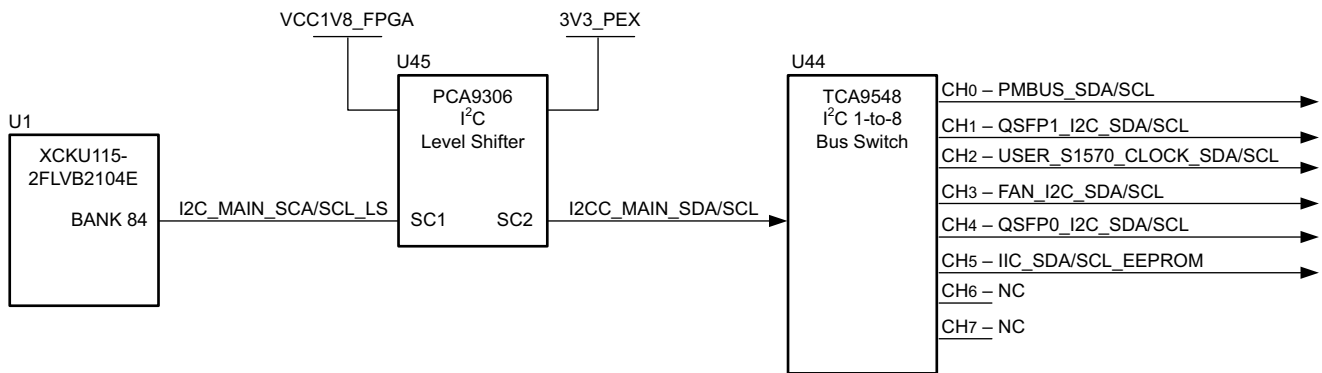 VCC1V8_FPGA
3V3_PEX
U45
U44
PCA9306
I²C
Level Shifter
TCA9548
I²C 1-to-8
Bus Switch
CH0 – PMBUS_SDA/SCL
CH1 – QSFP1_I2C_SDA/SCL
CH2 – USER_S1570_CLOCK_SDA/SCL
CH3 – FAN_I2C_SDA/SCL
CH4 – QSFP0_I2C_SDA/SCL
CH5 – IIC_SDA/SCL_EEPROM
CH6 – NC
CH7 – NC
U1
XCKU115-
2FLVB2104E
BANK 84
I2C_MAIN_SCA/SCL_LS
SC1
SC2
I2CC_MAIN_SDA/SCL